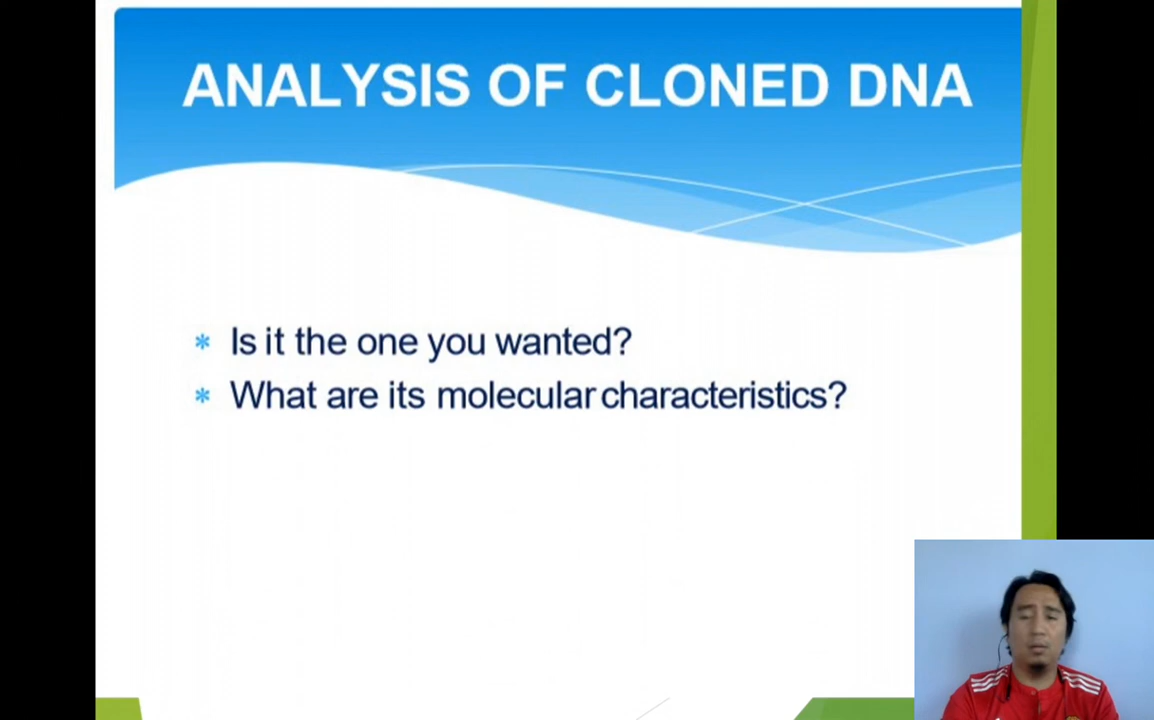 ANALYSIS OF CLONED DNA
* Is it the one you wanted?
* What are its molecular characteristics?